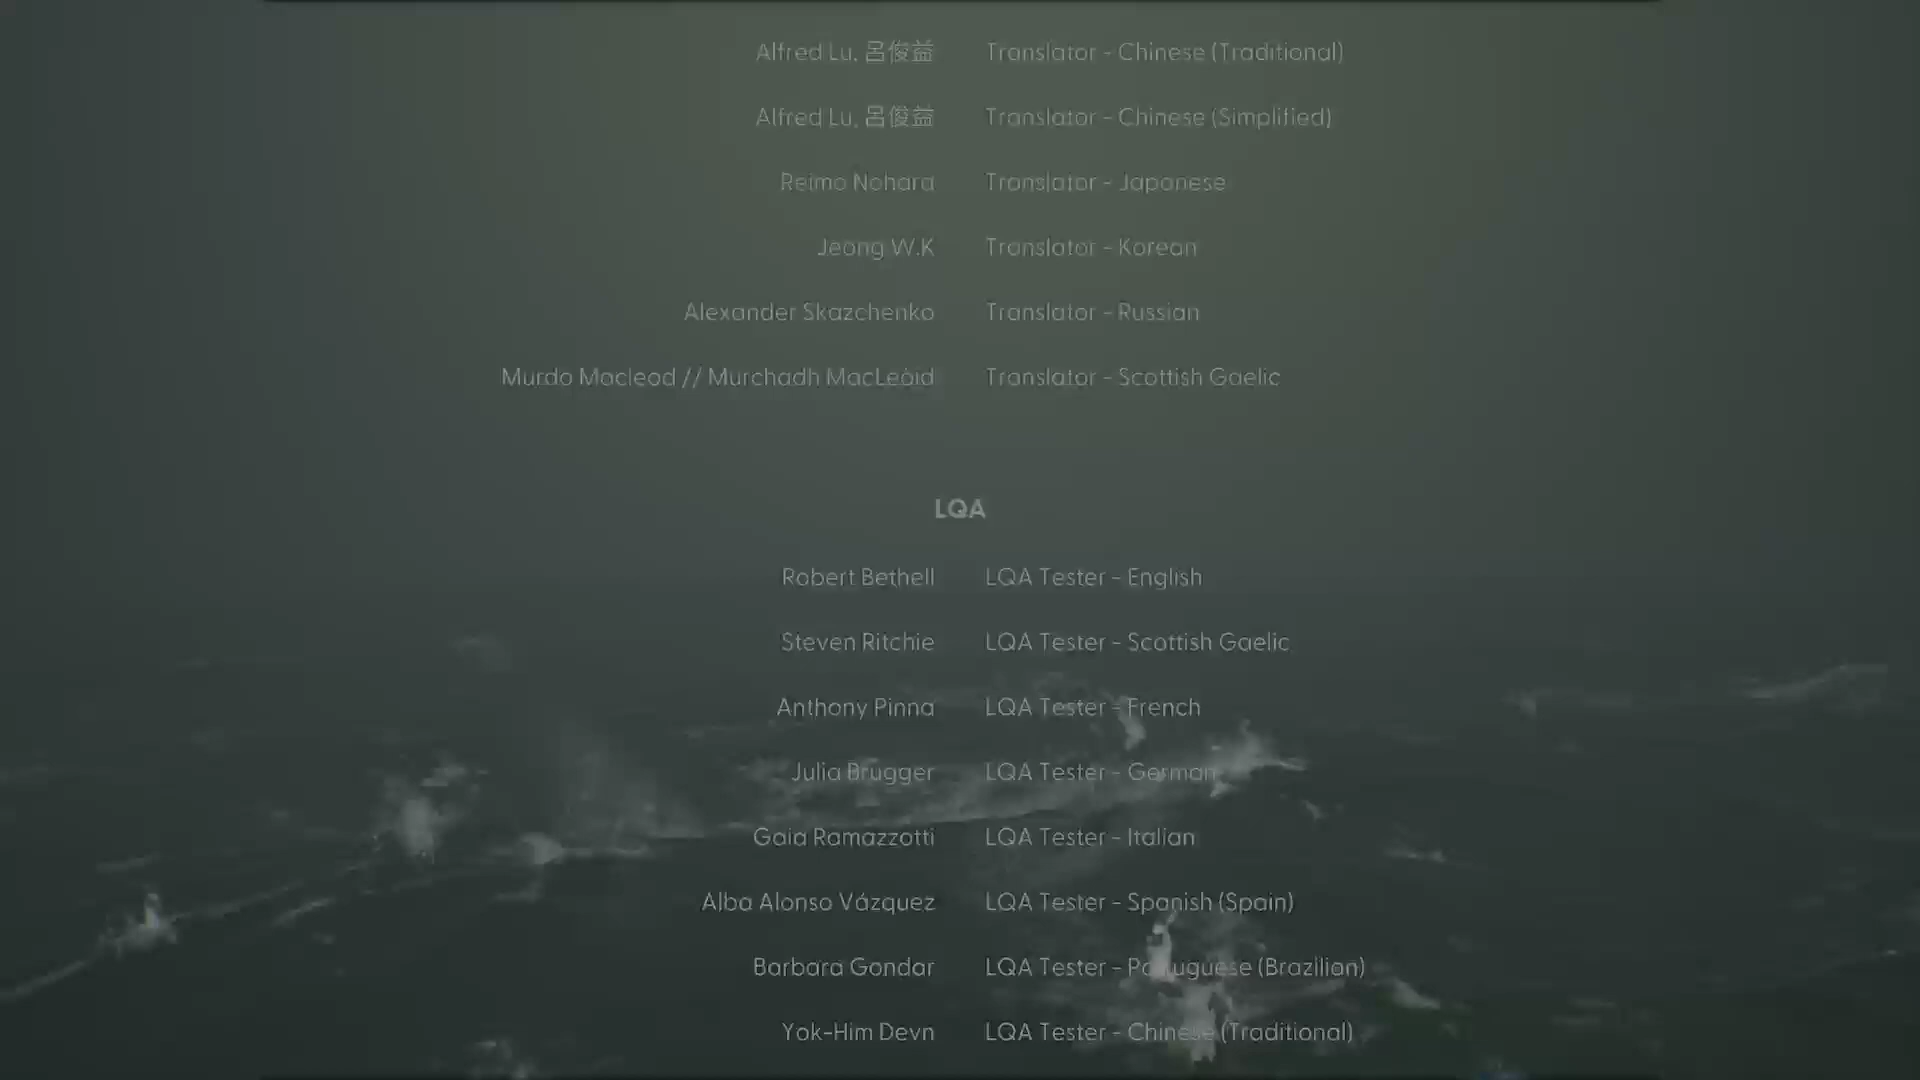 Alfred Lu, 呂俊益 Translator - Chinese (Traditional)
Alfred Lu, 呂俊益 Translator - Chinese (Simplified)
Reimo Nohara Translator - Japanese
Jeong W.K Translator - Korean
Alexander Skazchenko Translator - Russian
Murdo Macleod // Murchadh MacLeòid Translator - Scottish Gaelic
LQA
Robert Bethell LQA Tester - English
Steven Ritchie LQA Tester - Scottish Gaelic
Anthony Pinna LQA Tester - French
Julia Brugger LQA Tester - German
Gaia Ramazzotti LQA Tester - Italian
Alba Alonso Vázquez LQA Tester - Spanish (Spain)
Barbara Gondar LQA Tester - Portuguese (Brazilian)
Yok-Him Devn LQA Tester - Chinese (Traditional)